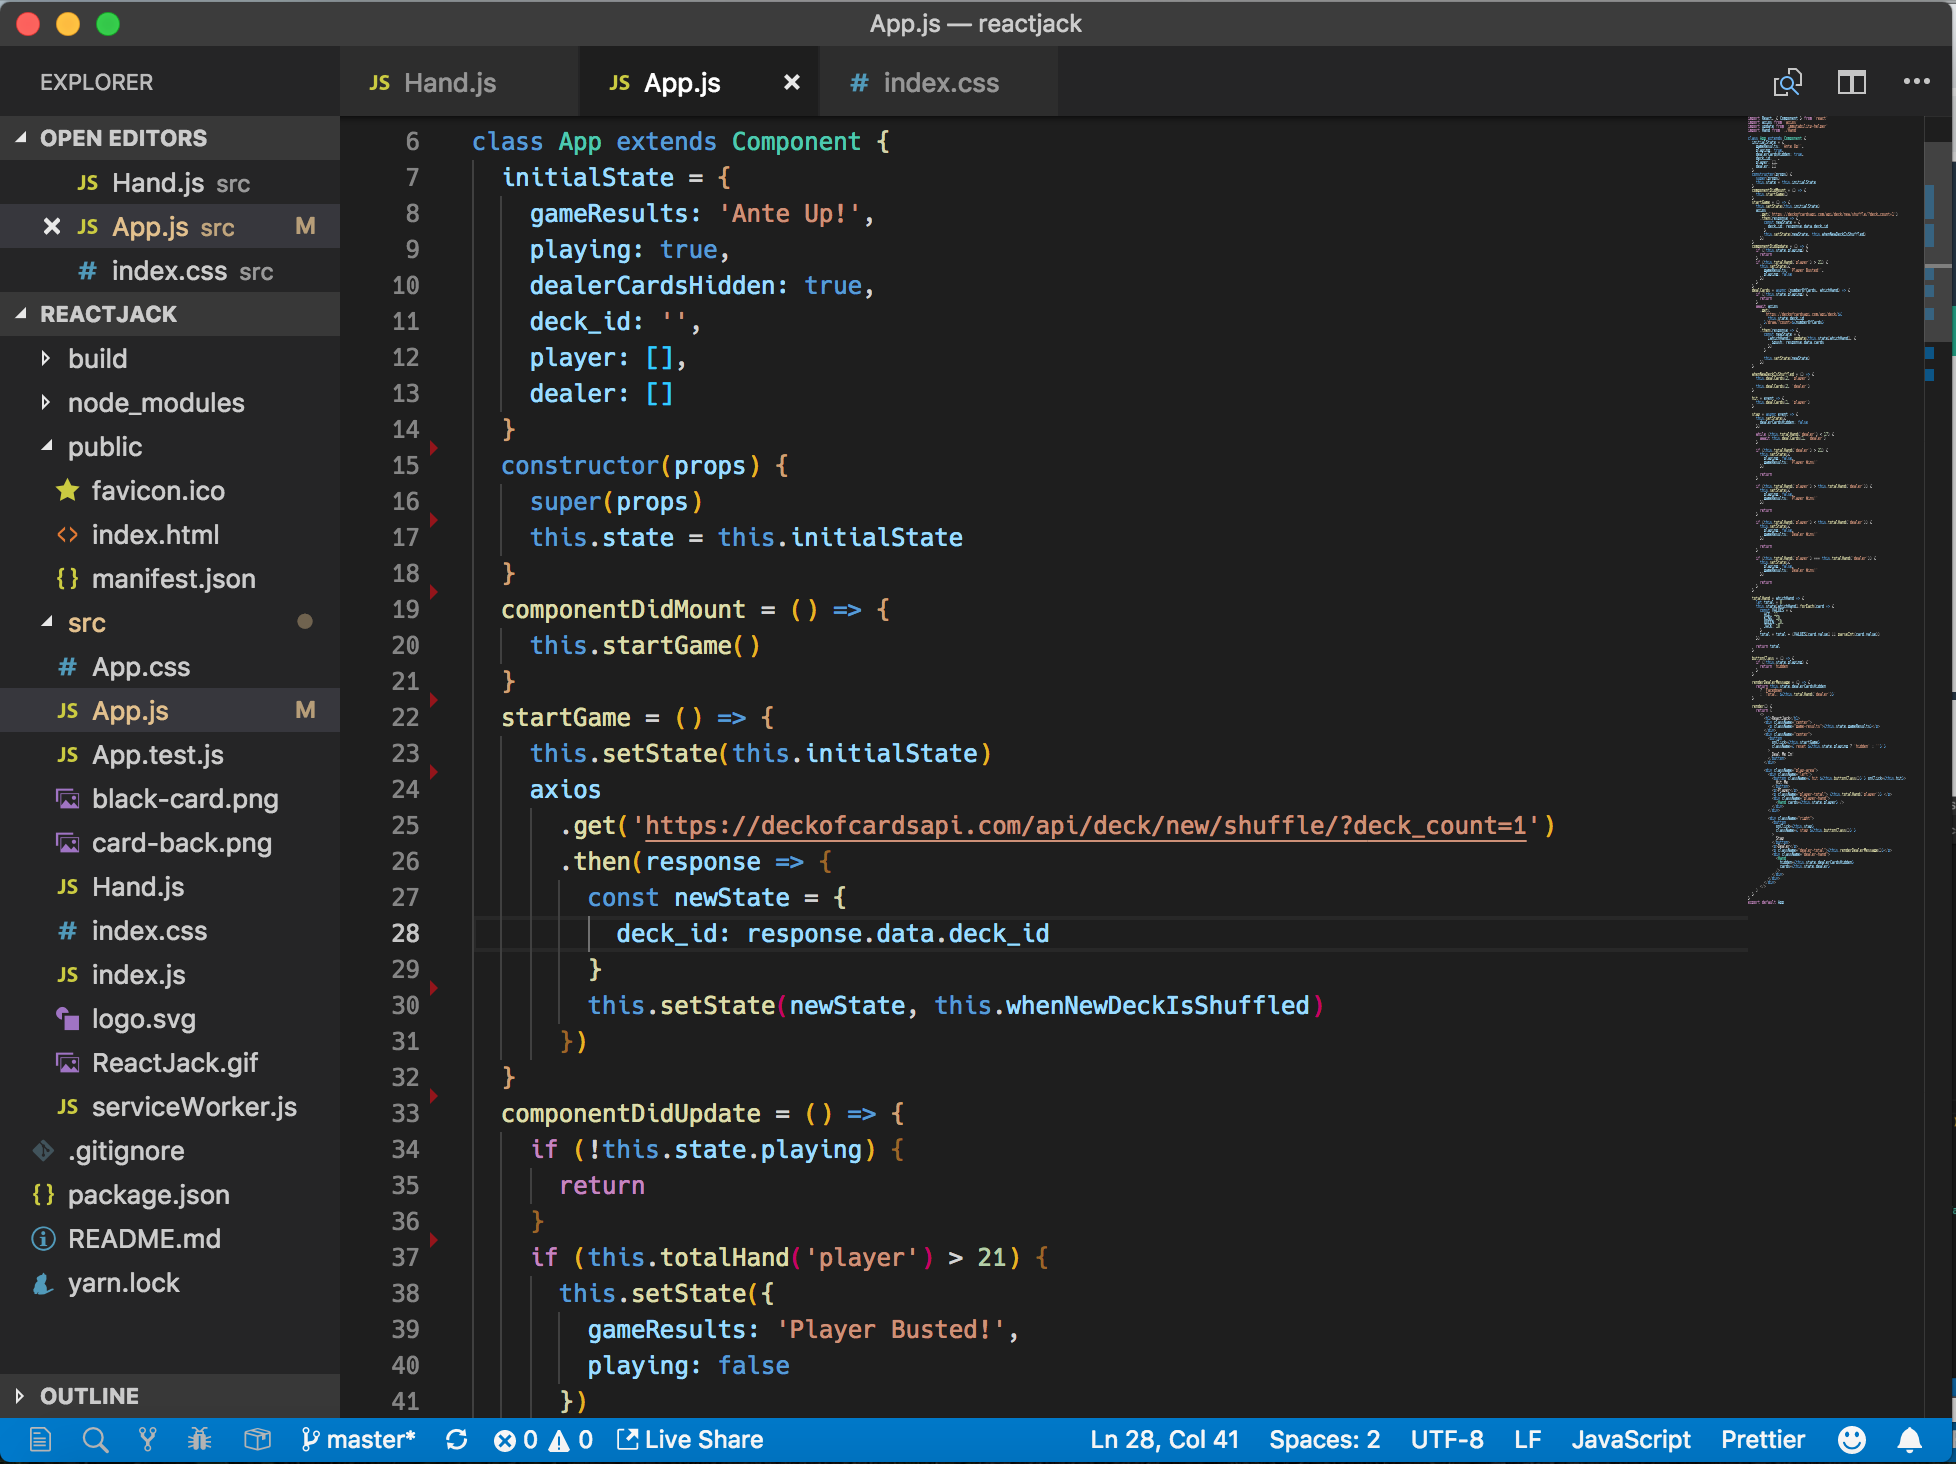 App.js — reactjack
EXPLORER
JS Hand.js
JS App.js
# index.css
OPEN EDITORS
JS Hand.js src
JS App.js src M
# index.css src
REACTJACK
build
node_modules
public
favicon.ico
<> index.html
{} manifest.json
src
# App.css
JS App.js M
JS App.test.js
black-card.png
card-back.png
JS Hand.js
# index.css
JS index.js
logo.svg
ReactJack.gif
JS serviceWorker.js
.gitignore
{} package.json
README.md
yarn.lock
OUTLINE
6 class App extends Component {
7 initialState = {
8 gameResults: 'Ante Up!',
9 playing: true,
10 dealerCardsHidden: true,
11 deck_id: '',
12 player: [],
13 dealer: []
14 }
15 constructor(props) {
16 super(props)
17 this.state = this.initialState
18 }
19 componentDidMount = () => {
20 this.startGame()
21 }
22 startGame = () => {
23 this.setState(this.initialState)
24 axios
25 .get('https://deckofcardsapi.com/api/deck/new/shuffle/?deck_count=1')
26 .then(response => {
27 const newState = {
28 deck_id: response.data.deck_id
29 }
30 this.setState(newState, this.whenNewDeckIsShuffled)
31 })
32 }
33 componentDidUpdate = () => {
34 if (!this.state.playing) {
35 return
36 }
37 if (this.totalHand('player') > 21) {
38 this.setState({
39 gameResults: 'Player Busted!',
40 playing: false
41 })
master* 0 0 Live Share Ln 28, Col 41 Spaces: 2 UTF-8 LF JavaScript Prettier